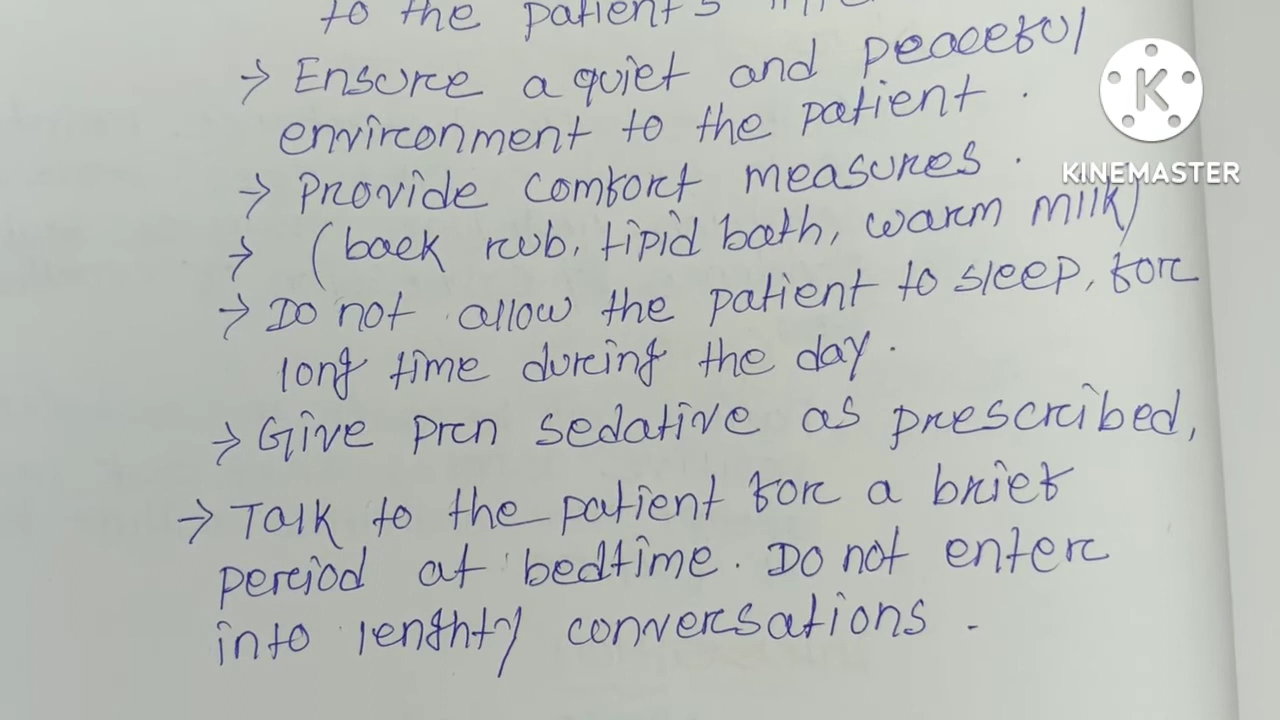 to the patient's
→ Ensure a quiet and peaceful
environment to the patient.
→ Provide comfort measures.
→ (back rub, tipid bath, warm milk)
→ Do not allow the patient to sleep, for
long time during the day.
→ Give prn sedative as prescribed,
→ Talk to the patient for a brief
period at bedtime. Do not enter
into lenghty conversations.
K
KINEMASTER